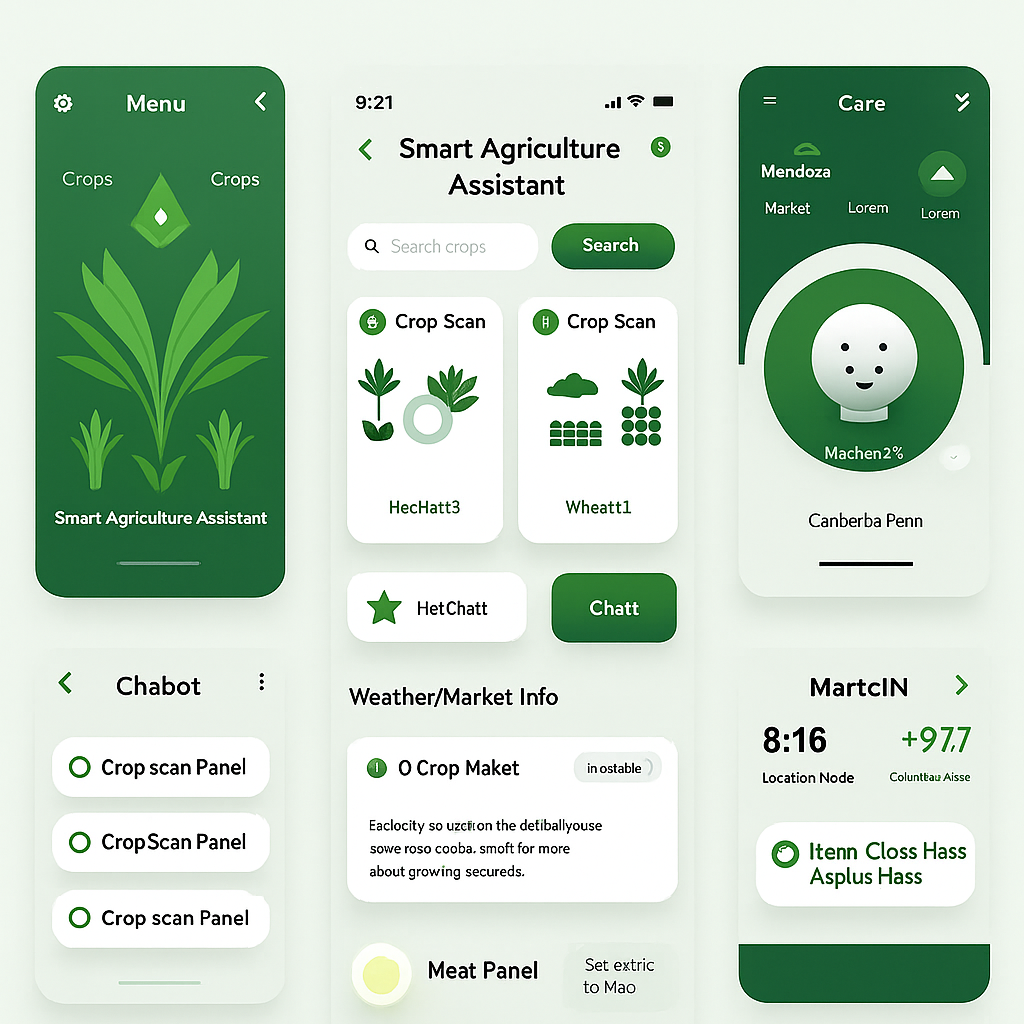 Menu
Crops
Crops
Smart Agriculture Assistant
9:21
Smart Agriculture
Assistant
$
Search crops
Search
Crop Scan
Crop Scan
HecHatt3
Wheatt1
HetChatt
Chatt
Weather/Market Info
O Crop Maket
in ostable
Eaclocity so uzction the detiballyouse
sowe roso cooba. smoft for more
about growing secureds.
Meat Panel
Set extric
to Mao
Care
Mendoza
Market
Lorem
Lorem
Machen2%
Canberba Penn
Chabot
Crop scan Panel
CropScan Panel
Crop scan Panel
MartcIN
8:16
+97.7
Location Node
Coluntbau Aisse
Itenn Closs Hass
Asplus Hass